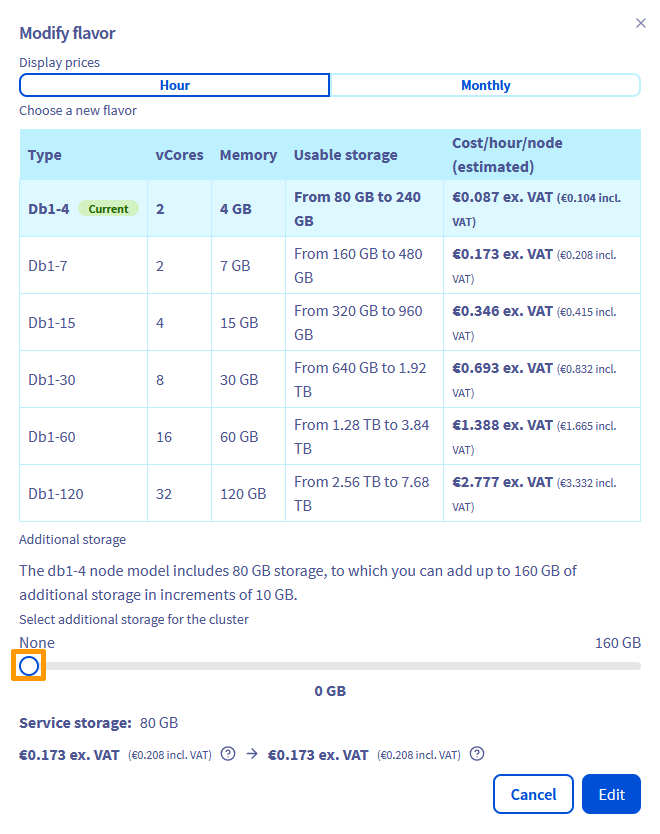 Modify flavor
Display prices
Hour Monthly
Choose a new flavor
Type vCores Memory Usable storage Cost/hour/node (estimated)
Db1-4 Current 2 4 GB From 80 GB to 240 GB €0.087 ex. VAT (€0.104 incl. VAT)
Db1-7 2 7 GB From 160 GB to 480 GB €0.173 ex. VAT (€0.208 incl. VAT)
Db1-15 4 15 GB From 320 GB to 960 GB €0.346 ex. VAT (€0.415 incl. VAT)
Db1-30 8 30 GB From 640 GB to 1.92 TB €0.693 ex. VAT (€0.832 incl. VAT)
Db1-60 16 60 GB From 1.28 TB to 3.84 TB €1.388 ex. VAT (€1.665 incl. VAT)
Db1-120 32 120 GB From 2.56 TB to 7.68 TB €2.777 ex. VAT (€3.332 incl. VAT)
Additional storage
The db1-4 node model includes 80 GB storage, to which you can add up to 160 GB of
additional storage in increments of 10 GB.
Select additional storage for the cluster
None 160 GB
0 GB
Service storage: 80 GB
€0.173 ex. VAT (€0.208 incl. VAT) ? → €0.173 ex. VAT (€0.208 incl. VAT) ?
Cancel Edit